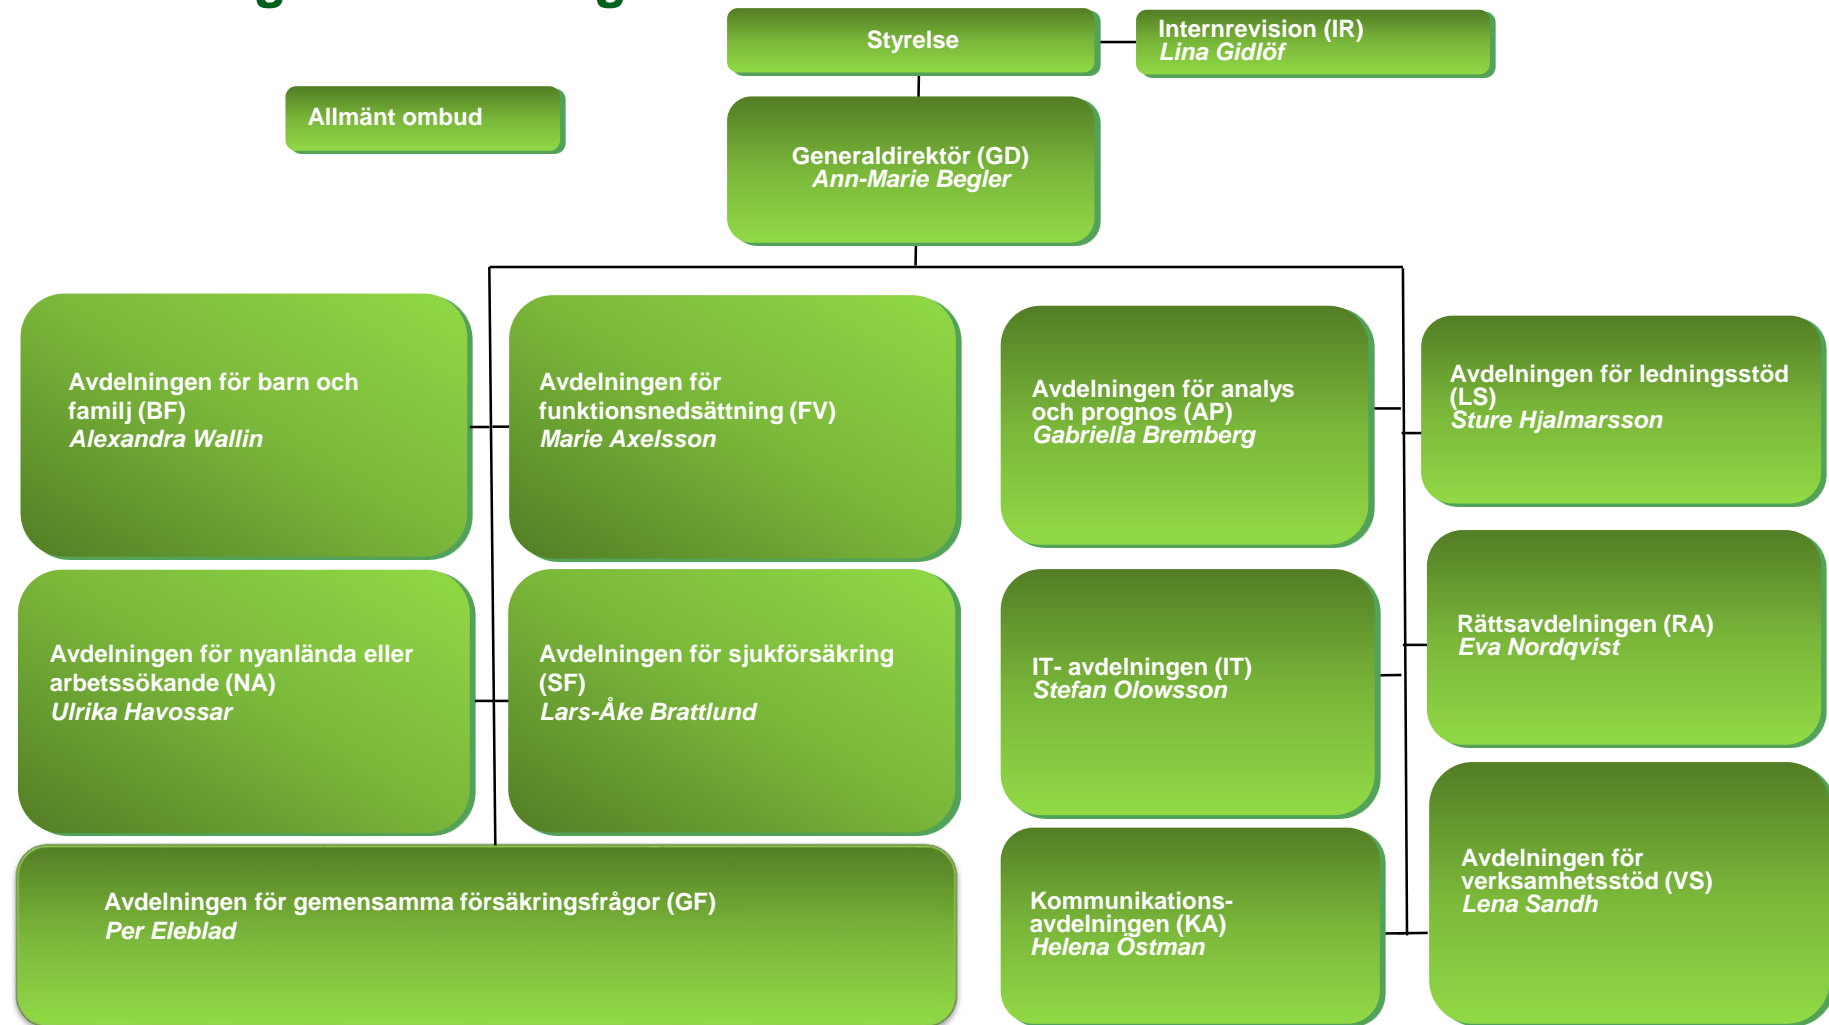 Styrelse
Internrevision (IR)
Lina Gidlöf
Allmänt ombud
Generaldirektör (GD)
Ann-Marie Begler
Avdelningen för barn och
familj (BF)
Alexandra Wallin
Avdelningen för
funktionsnedsättning (FV)
Marie Axelsson
Avdelningen för analys
och prognos (AP)
Gabriella Bremberg
Avdelningen för ledningsstöd
(LS)
Sture Hjalmarsson
Avdelningen för nyanlända eller
arbetssökande (NA)
Ulrika Havossar
Avdelningen för sjukförsäkring
(SF)
Lars-Åke Brattlund
IT- avdelningen (IT)
Stefan Olowsson
Rättsavdelningen (RA)
Eva Nordqvist
Avdelningen för gemensamma försäkringsfrågor (GF)
Per Eleblad
Kommunikations-
avdelningen (KA)
Helena Östman
Avdelningen för
verksamhetsstöd (VS)
Lena Sandh